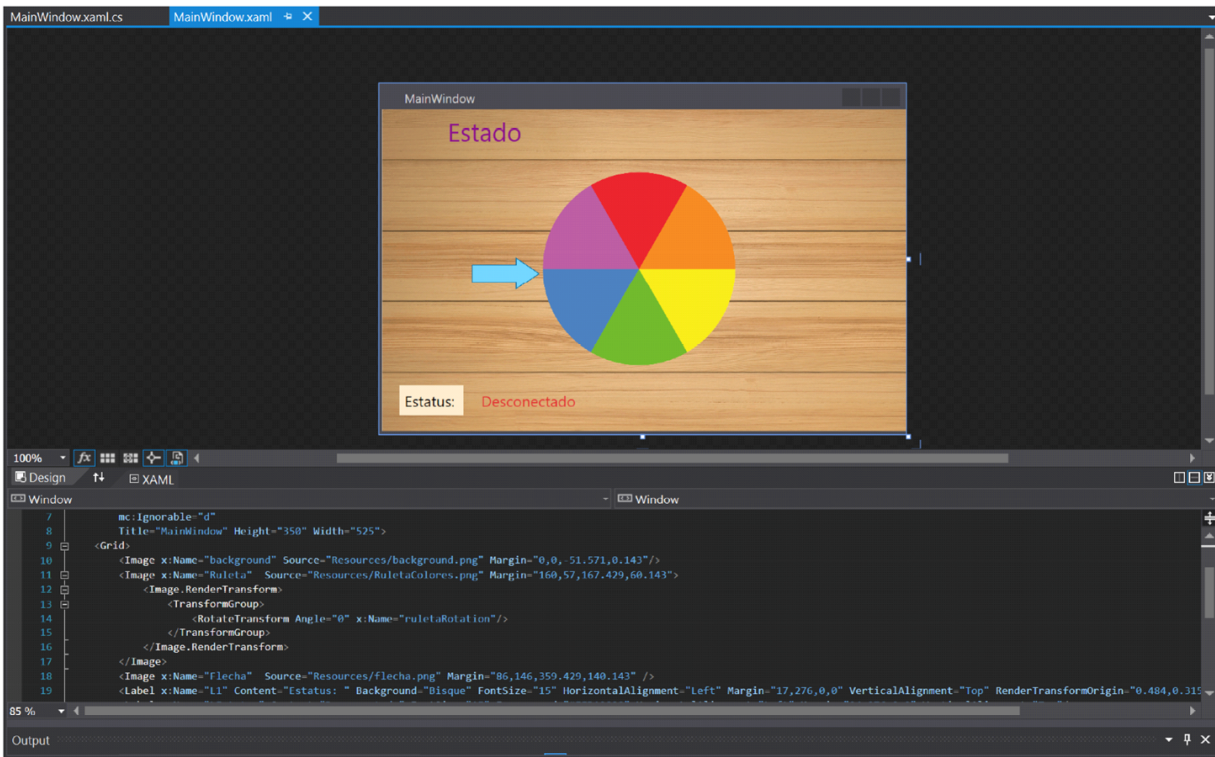 MainWindow.xaml.cs MainWindow.xaml
MainWindow
Estado
Estatus: Desconectado
100% fx
Design XAML
Window Window
7 mc:Ignorable="d"
8 Title="MainWindow" Height="350" Width="525">
9 <Grid>
10 <Image x:Name="background" Source="Resources/background.png" Margin="0,0,-51.571,0.143"/>
11 <Image x:Name="Ruleta" Source="Resources/RuletaColores.png" Margin="160,57,167.429,60.143">
12 <Image.RenderTransform>
13 <TransformGroup>
14 <RotateTransform Angle="0" x:Name="ruletaRotation"/>
15 </TransformGroup>
16 </Image.RenderTransform>
17 </Image>
18 <Image x:Name="Flecha" Source="Resources/flecha.png" Margin="86,146,359.429,140.143" />
19 <Label x:Name="L1" Content="Estatus: " Background="Bisque" FontSize="15" HorizontalAlignment="Left" Margin="17,276,0,0" VerticalAlignment="Top" RenderTransformOrigin="0.484,0.315
85 %
Output